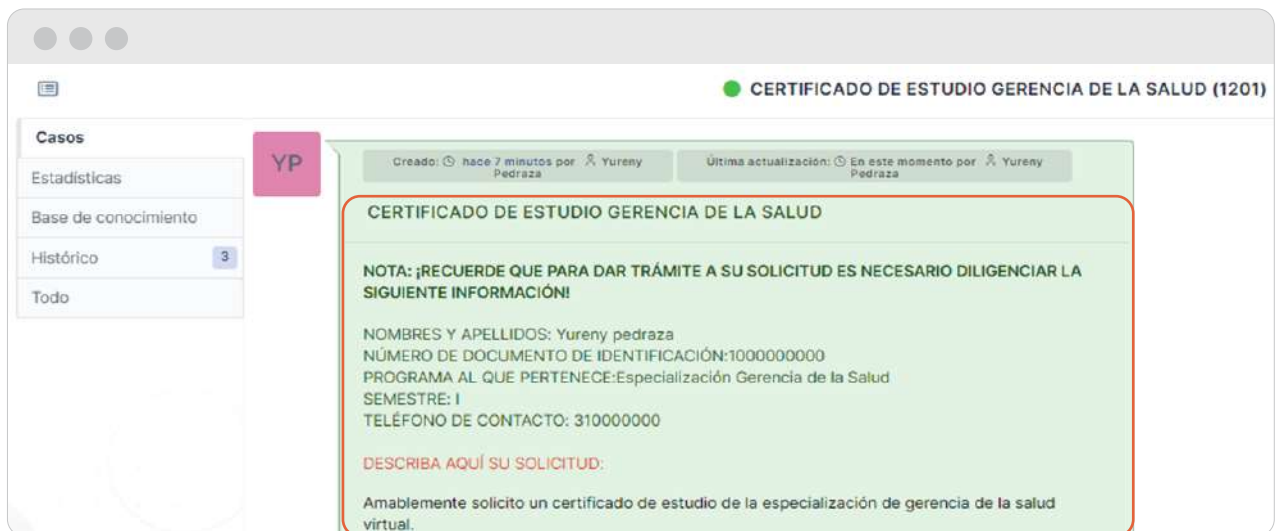 CERTIFICADO DE ESTUDIO GERENCIA DE LA SALUD (1201)
Casos
Estadísticas
Base de conocimiento
Histórico 3
Todo
YP
Creado: hace 7 minutos por Yureny
Pedraza
Última actualización: En este momento por Yureny
Pedraza
CERTIFICADO DE ESTUDIO GERENCIA DE LA SALUD
NOTA: ¡RECUERDE QUE PARA DAR TRÁMITE A SU SOLICITUD ES NECESARIO DILIGENCIAR LA
SIGUIENTE INFORMACIÓN!
NOMBRES Y APELLIDOS: Yureny pedraza
NÚMERO DE DOCUMENTO DE IDENTIFICACIÓN:1000000000
PROGRAMA AL QUE PERTENECE:Especialización Gerencia de la Salud
SEMESTRE: I
TELÉFONO DE CONTACTO: 310000000
DESCRIBA AQUÍ SU SOLICITUD:
Amablemente solicito un certificado de estudio de la especialización de gerencia de la salud
virtual.